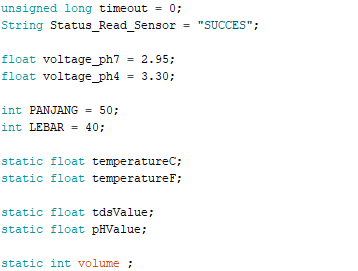 unsigned long timeout = 0;
String Status_Read_Sensor = "SUCCES";
float voltage_ph7 = 2.95;
float voltage_ph4 = 3.30;
int PANJANG = 50;
int LEBAR = 40;
static float temperatureC;
static float temperatureF;
static float tdsValue;
static float pHValue;
static int volume ;